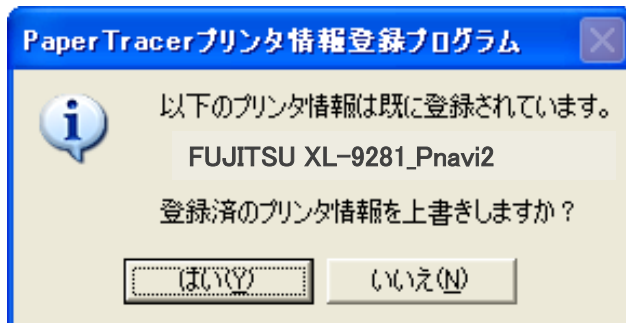 PaperTracerプリンタ情報登録プログラム
以下のプリンタ情報は既に登録されています。
FUJITSU XL-9281_Pnavi2
登録済のプリンタ情報を上書きしますか？
はい(Y) いいえ(N)